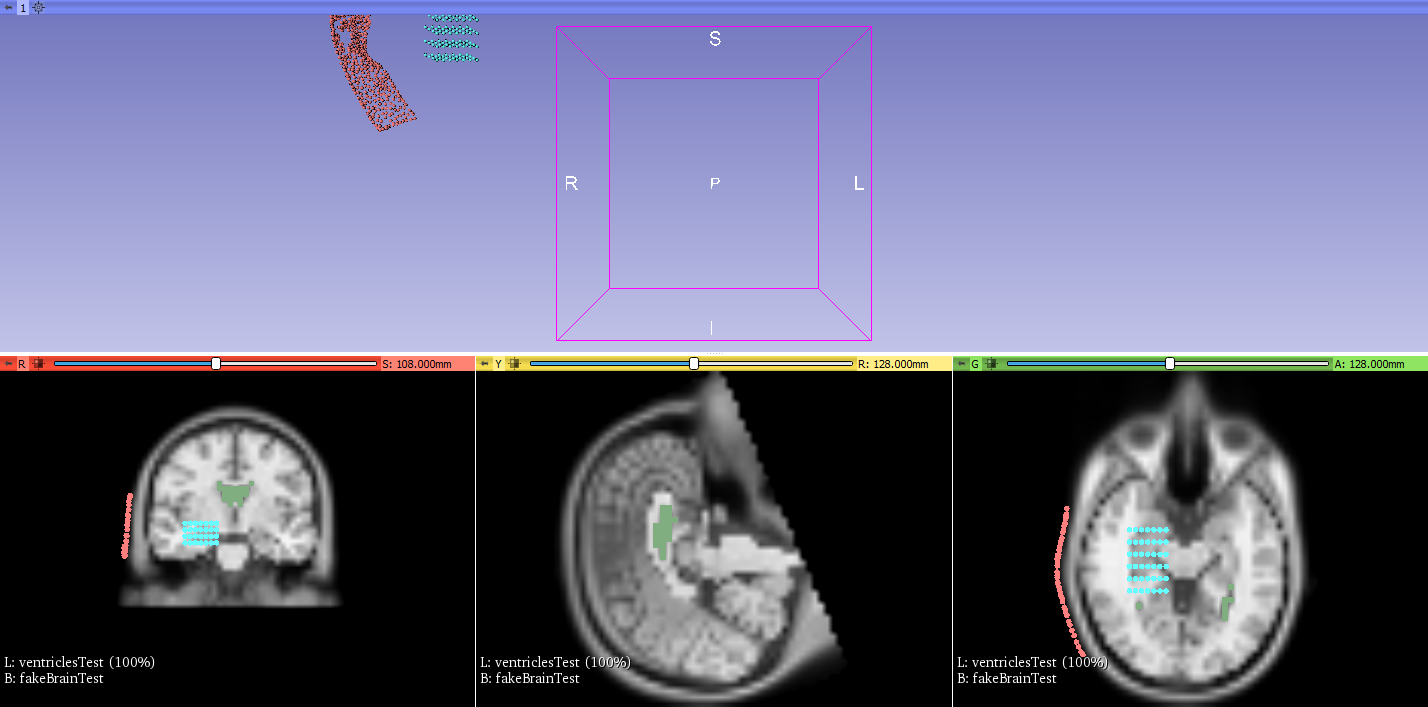 1
S
R
P
L
I
R
S: 108.000mm
Y
R: 128.000mm
G
A: 128.000mm
L: ventriclesTest (100%)
B: fakeBrainTest
L: ventriclesTest (100%)
B: fakeBrainTest
L: ventriclesTest (100%)
B: fakeBrainTest